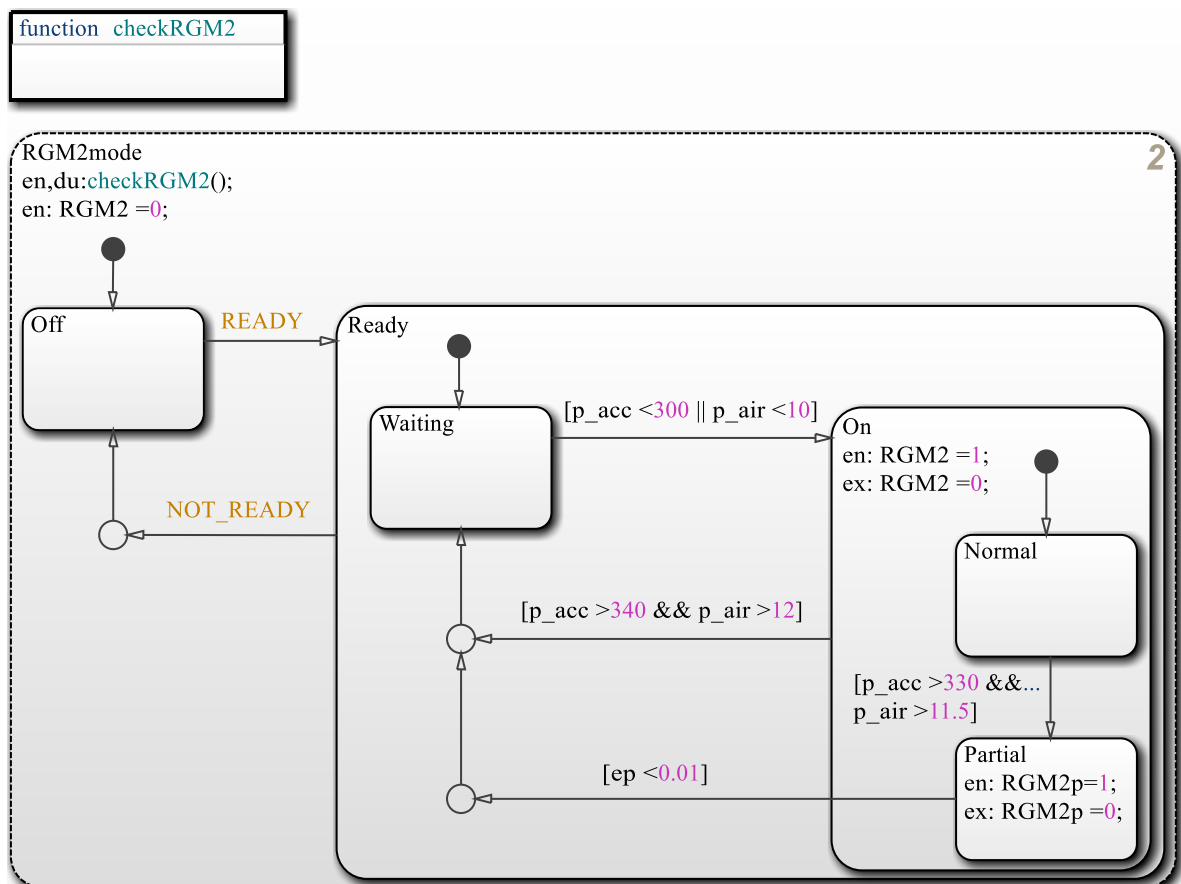 function checkRGM2
RGM2mode
2
en,du:checkRGM2();
en: RGM2 =0;
Off
READY
Ready
Waiting
[p_acc <300 || p_air <10]
On
en: RGM2 =1;
ex: RGM2 =0;
NOT_READY
Normal
[p_acc >340 && p_air >12]
[p_acc >330 &&...
p_air >11.5]
Partial
en: RGM2p=1;
ex: RGM2p =0;
[ep <0.01]